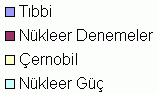 Tıbbi
Nükleer Denemeler
Çernobil
Nükleer Güç